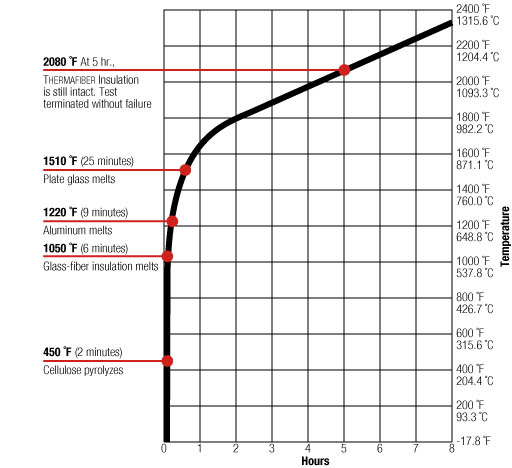 2080 °F At 5 hr.,
THERMAFIBER Insulation
is still intact. Test
terminated without failure
1510 °F (25 minutes)
Plate glass melts
1220 °F (9 minutes)
Aluminum melts
1050 °F (6 minutes)
Glass-fiber insulation melts
450 °F (2 minutes)
Cellulose pyrolyzes
2400 °F
1315.6 °C
2200 °F
1204.4 °C
2000 °F
1093.3 °C
1800 °F
982.2 °C
1600 °F
871.1 °C
1400 °F
760.0 °C
1200 °F
648.8 °C
1000 °F
537.8 °C
800 °F
426.7 °C
600 °F
315.6 °C
400 °F
204.4 °C
200 °F
93.3 °C
-17.8 °F
Temperature
0 1 2 3 4 5 6 7 8
Hours